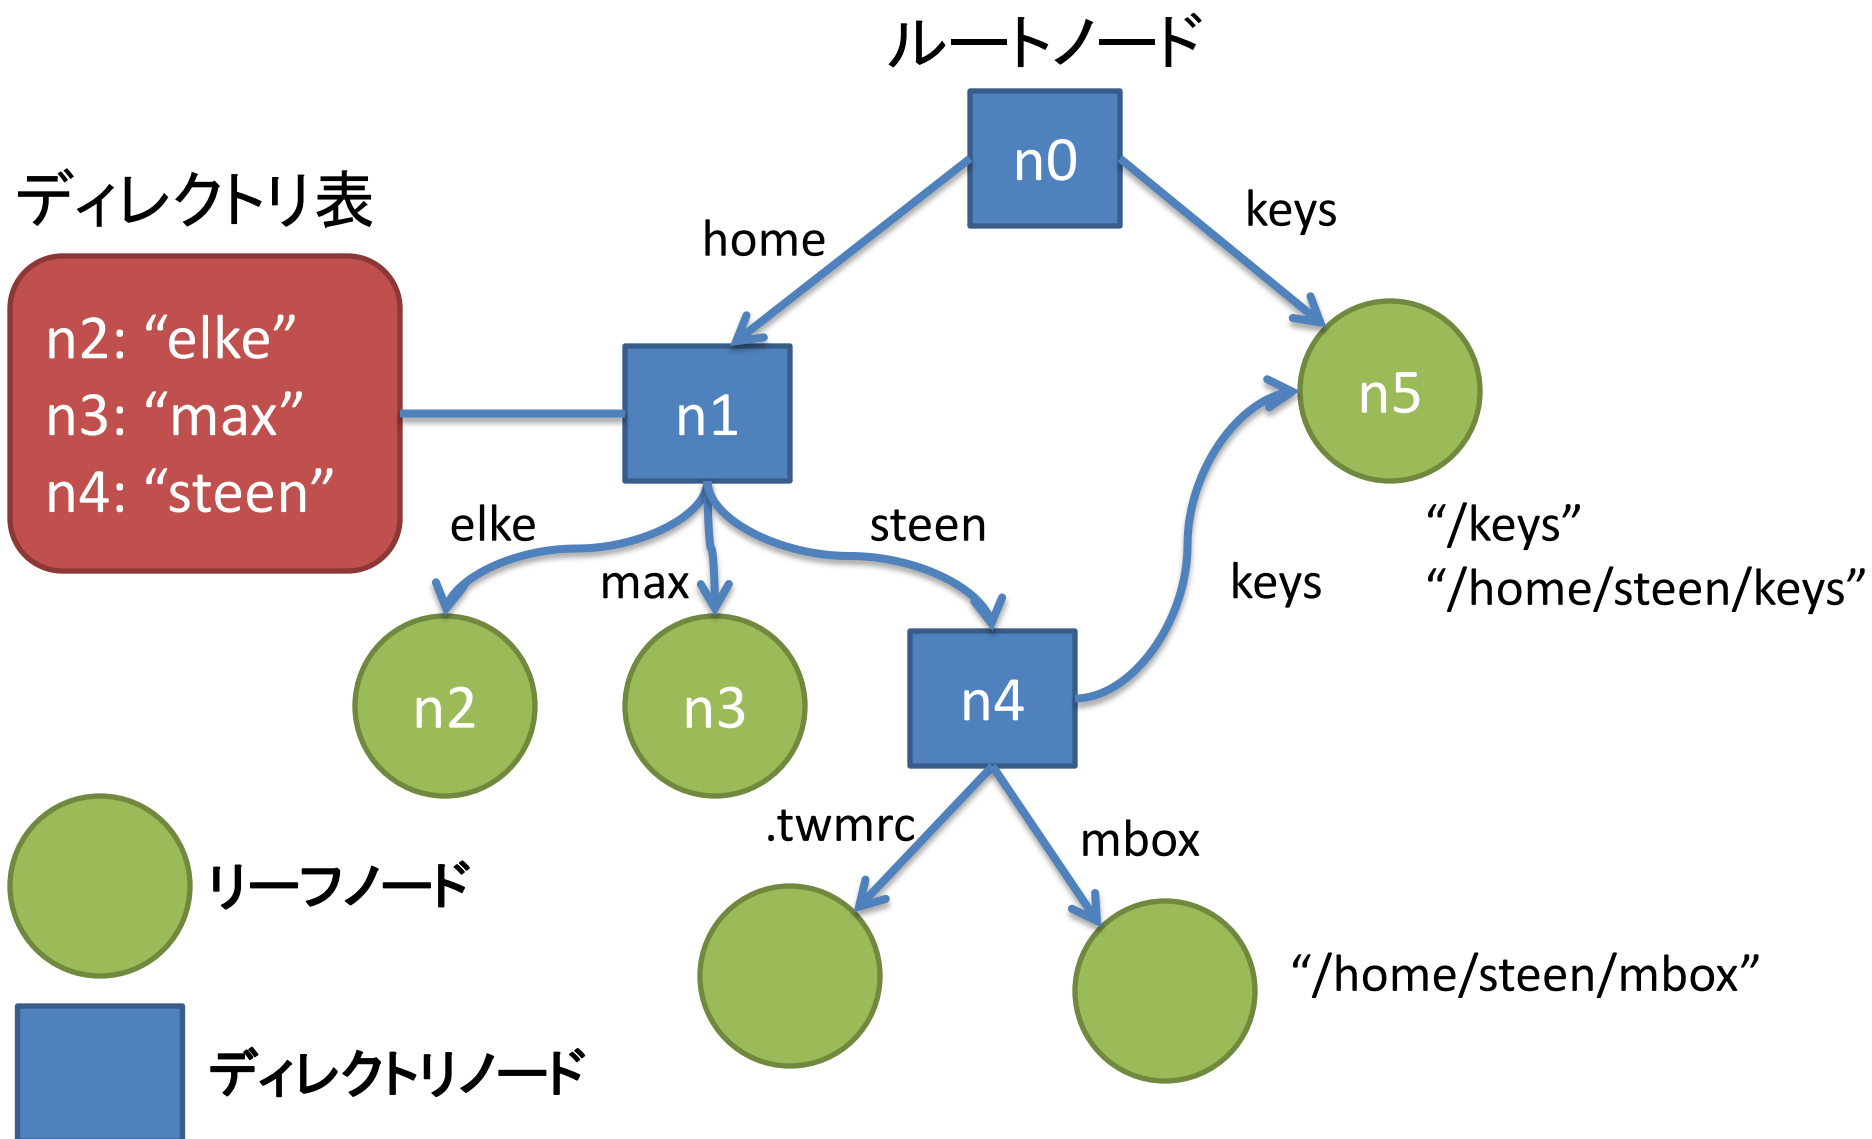 ルートノード
n0
ディレクトリ表
home
keys
n2: “elke”
n3: “max”
n4: “steen”
n1
n5
elke
max
steen
keys
“/keys”
“/home/steen/keys”
n2
n3
n4
.twmrc
mbox
リーフノード
“/home/steen/mbox”
ディレクトリノード